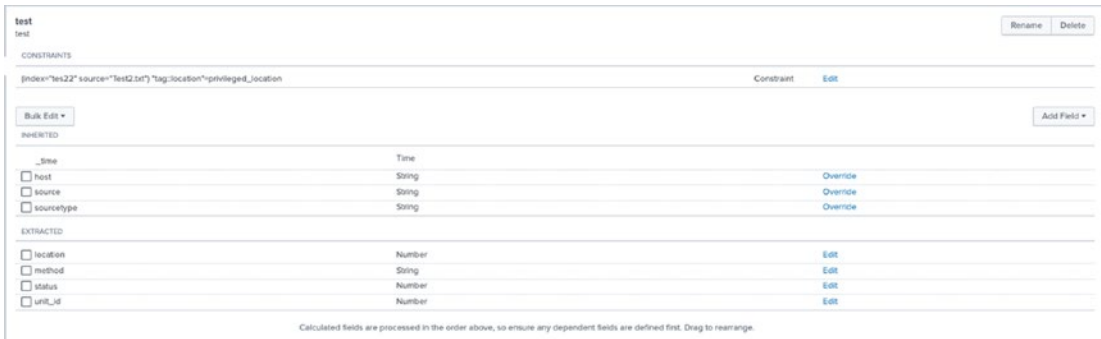 test
Rename Delete
test
CONSTRAINTS
(index="tes22" source="Test2.txt") "tag::location"=privileged_location Constraint Edit
Bulk Edit ▾ Add Field ▾
INHERITED
_time Time
host String Override
source String Override
sourcetype String Override
EXTRACTED
location Number Edit
method String Edit
status Number Edit
unit_id Number Edit
Calculated fields are processed in the order above, so ensure any dependent fields are defined first. Drag to rearrange.